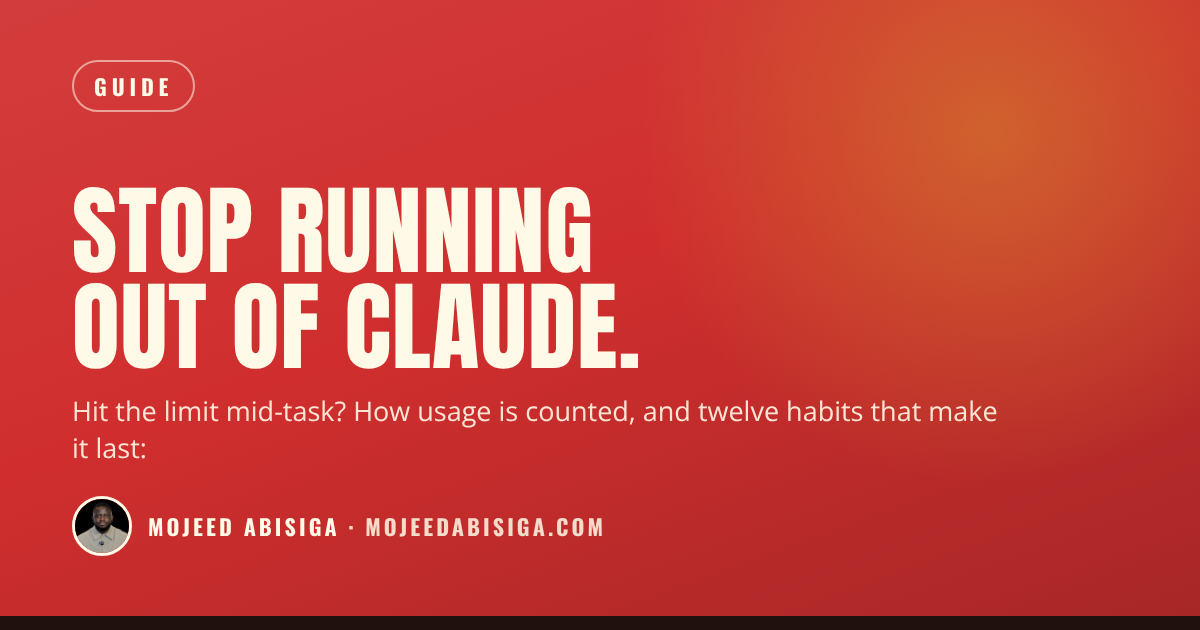 GUIDE
STOP RUNNING
OUT OF CLAUDE.
Hit the limit mid-task? How usage is counted, and twelve habits that make
it last:
MOJEED ABISIGA · MOJEEDABISIGA.COM